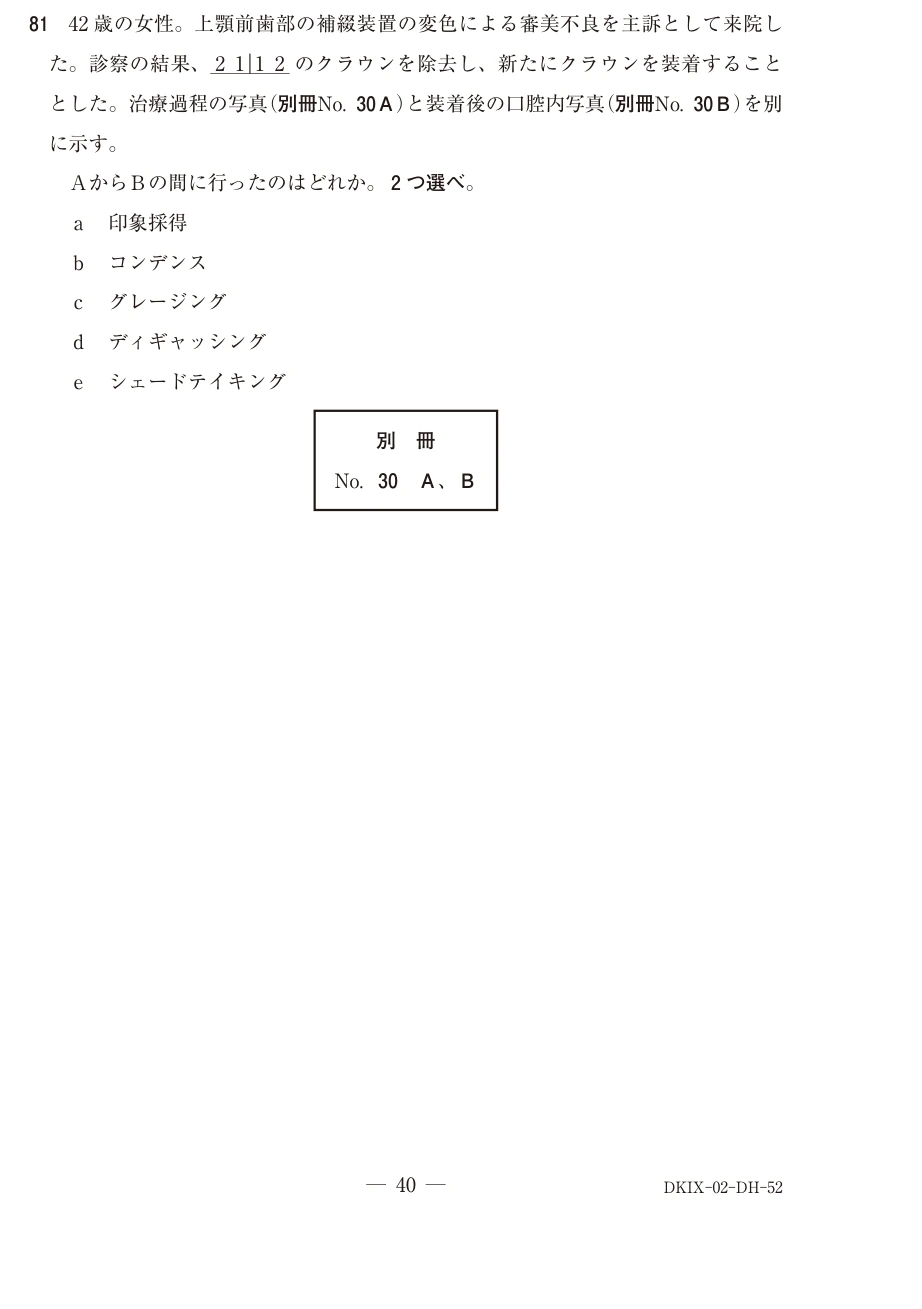 81 42歳の女性。上顎前歯部の補綴装置の変色による審美不良を主訴として来院し
た。診察の結果、2 1|1 2 のクラウンを除去し、新たにクラウンを装着すること
とした。治療過程の写真(別冊No. 30 A)と装着後の口腔内写真(別冊No. 30 B)を別
に示す。
AからBの間に行ったのはどれか。2つ選べ。
a 印象採得
b コンデンス
c グレージング
d ディギャッシング
e シェードテイキング
別 冊
No. 30 A、B
— 40 —
DKIX-02-DH-52